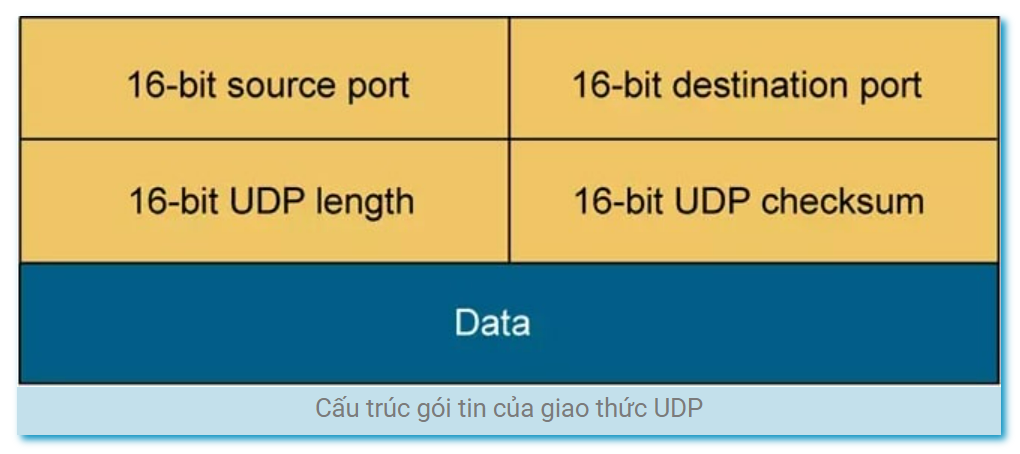 16-bit source port
16-bit destination port
16-bit UDP length
16-bit UDP checksum
Data
Cấu trúc gói tin của giao thức UDP